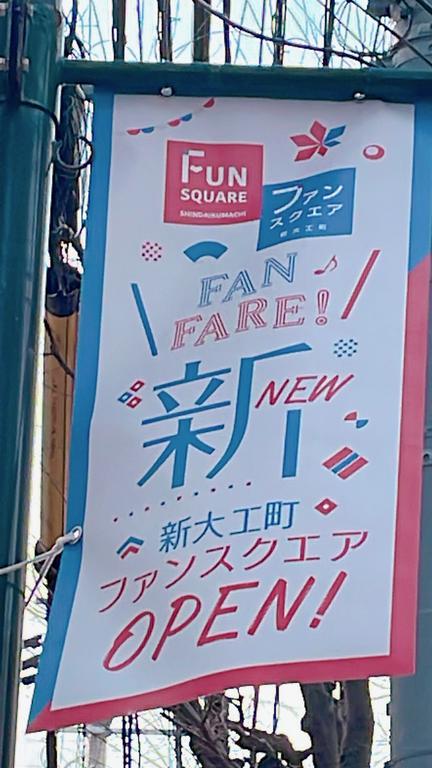 FUN
SQUARE
SHINDAIKUMACHI
ファン
スクエア
新大工町
FAN
FARE!
新
NEW
新大工町
ファンスクエア
OPEN!